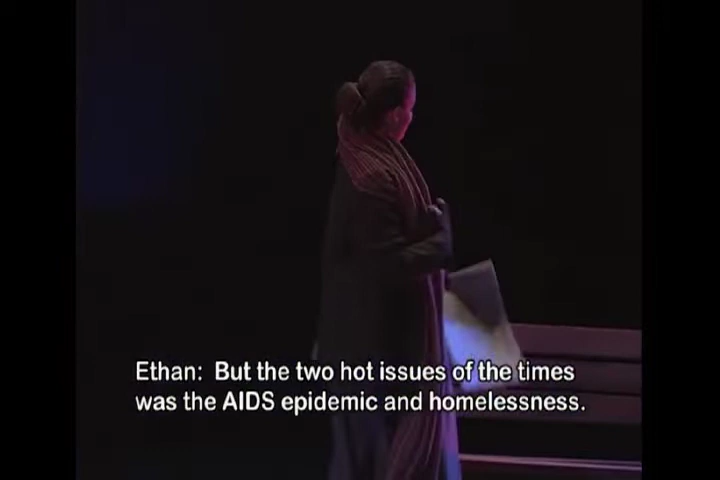 Ethan:  But the two hot issues of the times
was the AIDS epidemic and homelessness.